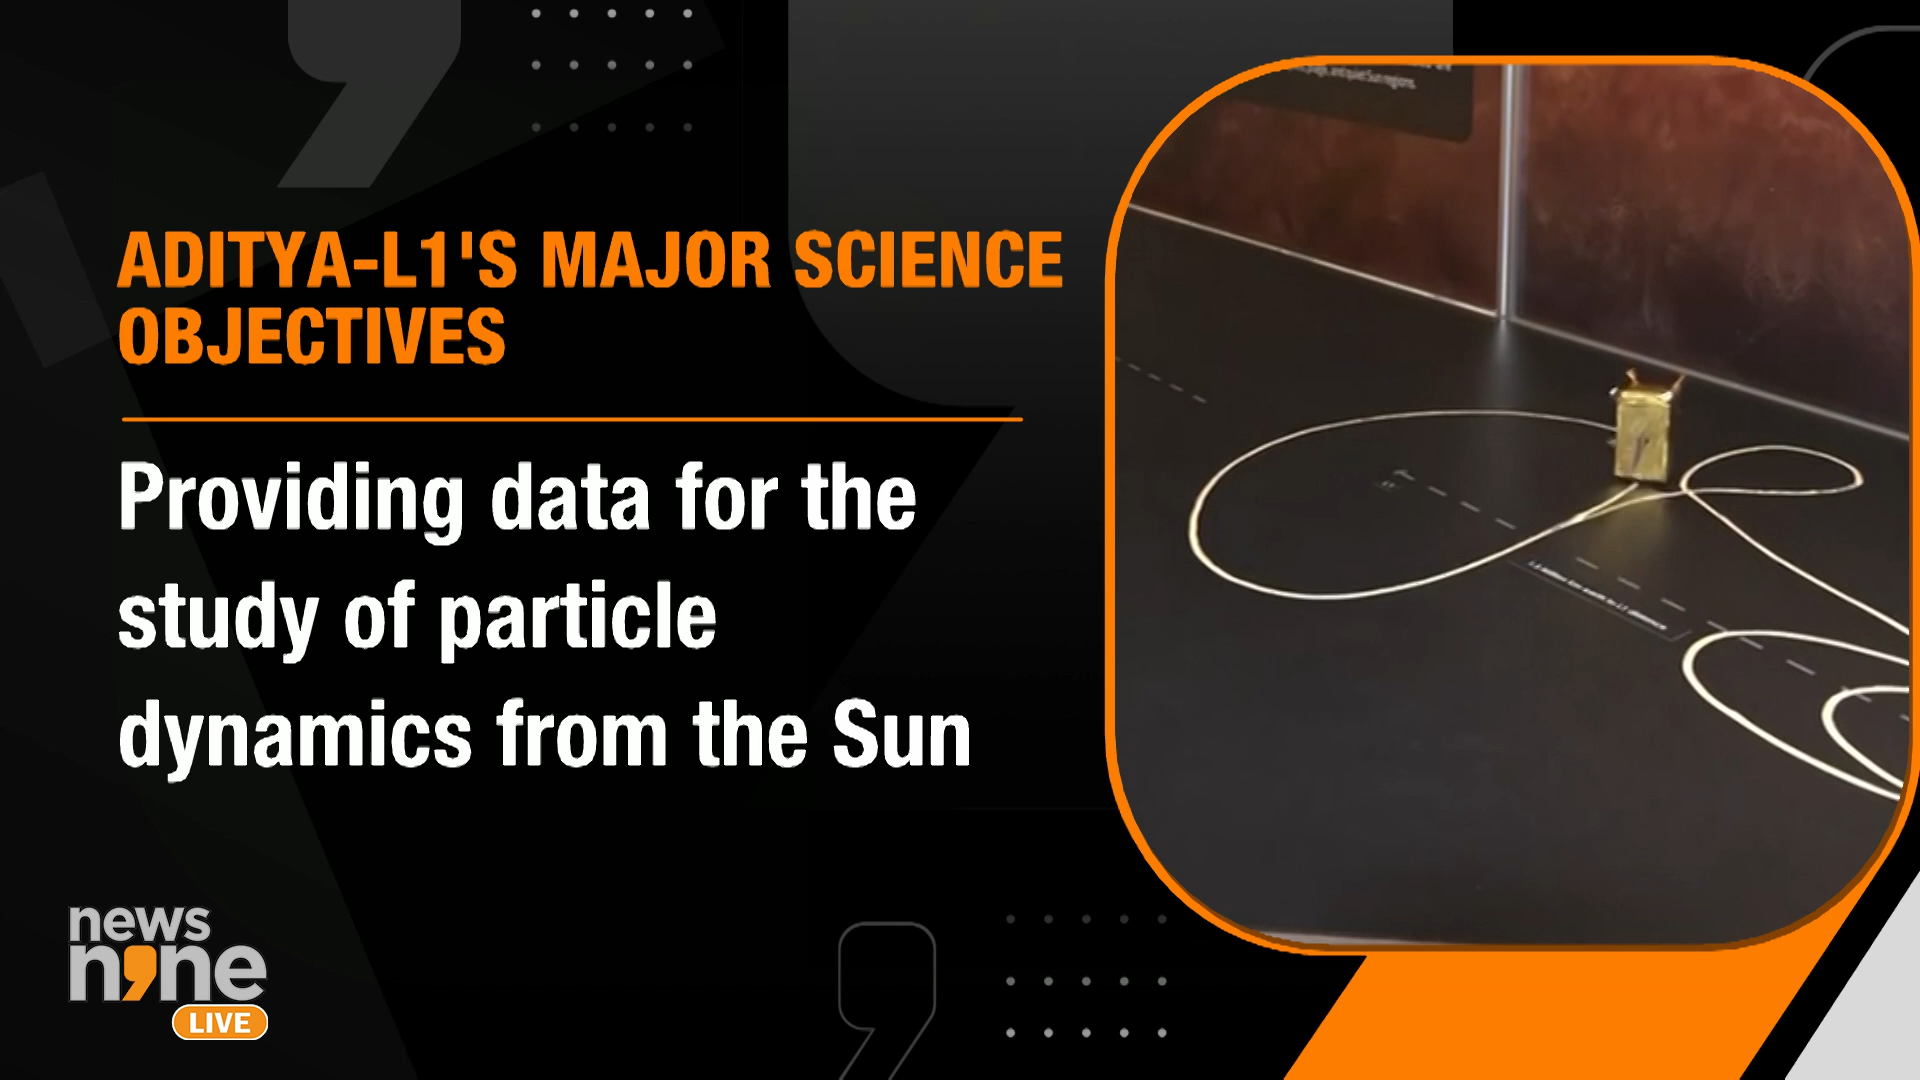 ADITYA-L1'S MAJOR SCIENCE
OBJECTIVES
Providing data for the
study of particle
dynamics from the Sun
news
nine
LIVE